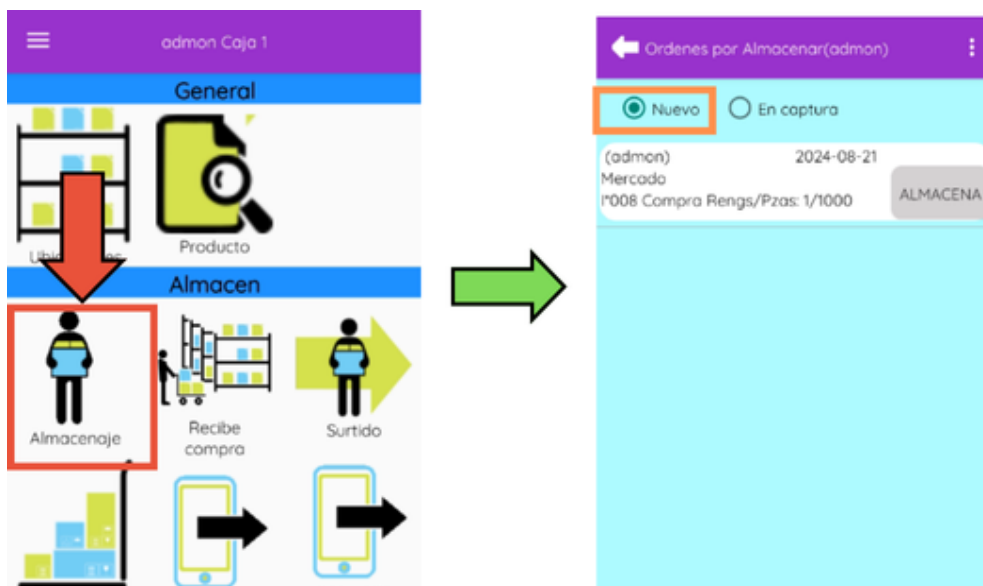 admon Caja 1
General
Producto
Almacen
Almacenaje
Recibe
compra
Surtido
Ordenes por Almacenar(admon)
Nuevo
En captura
(admon) 2024-08-21
Mercado
I*008 Compra Rengs/Pzas: 1/1000
ALMACENA